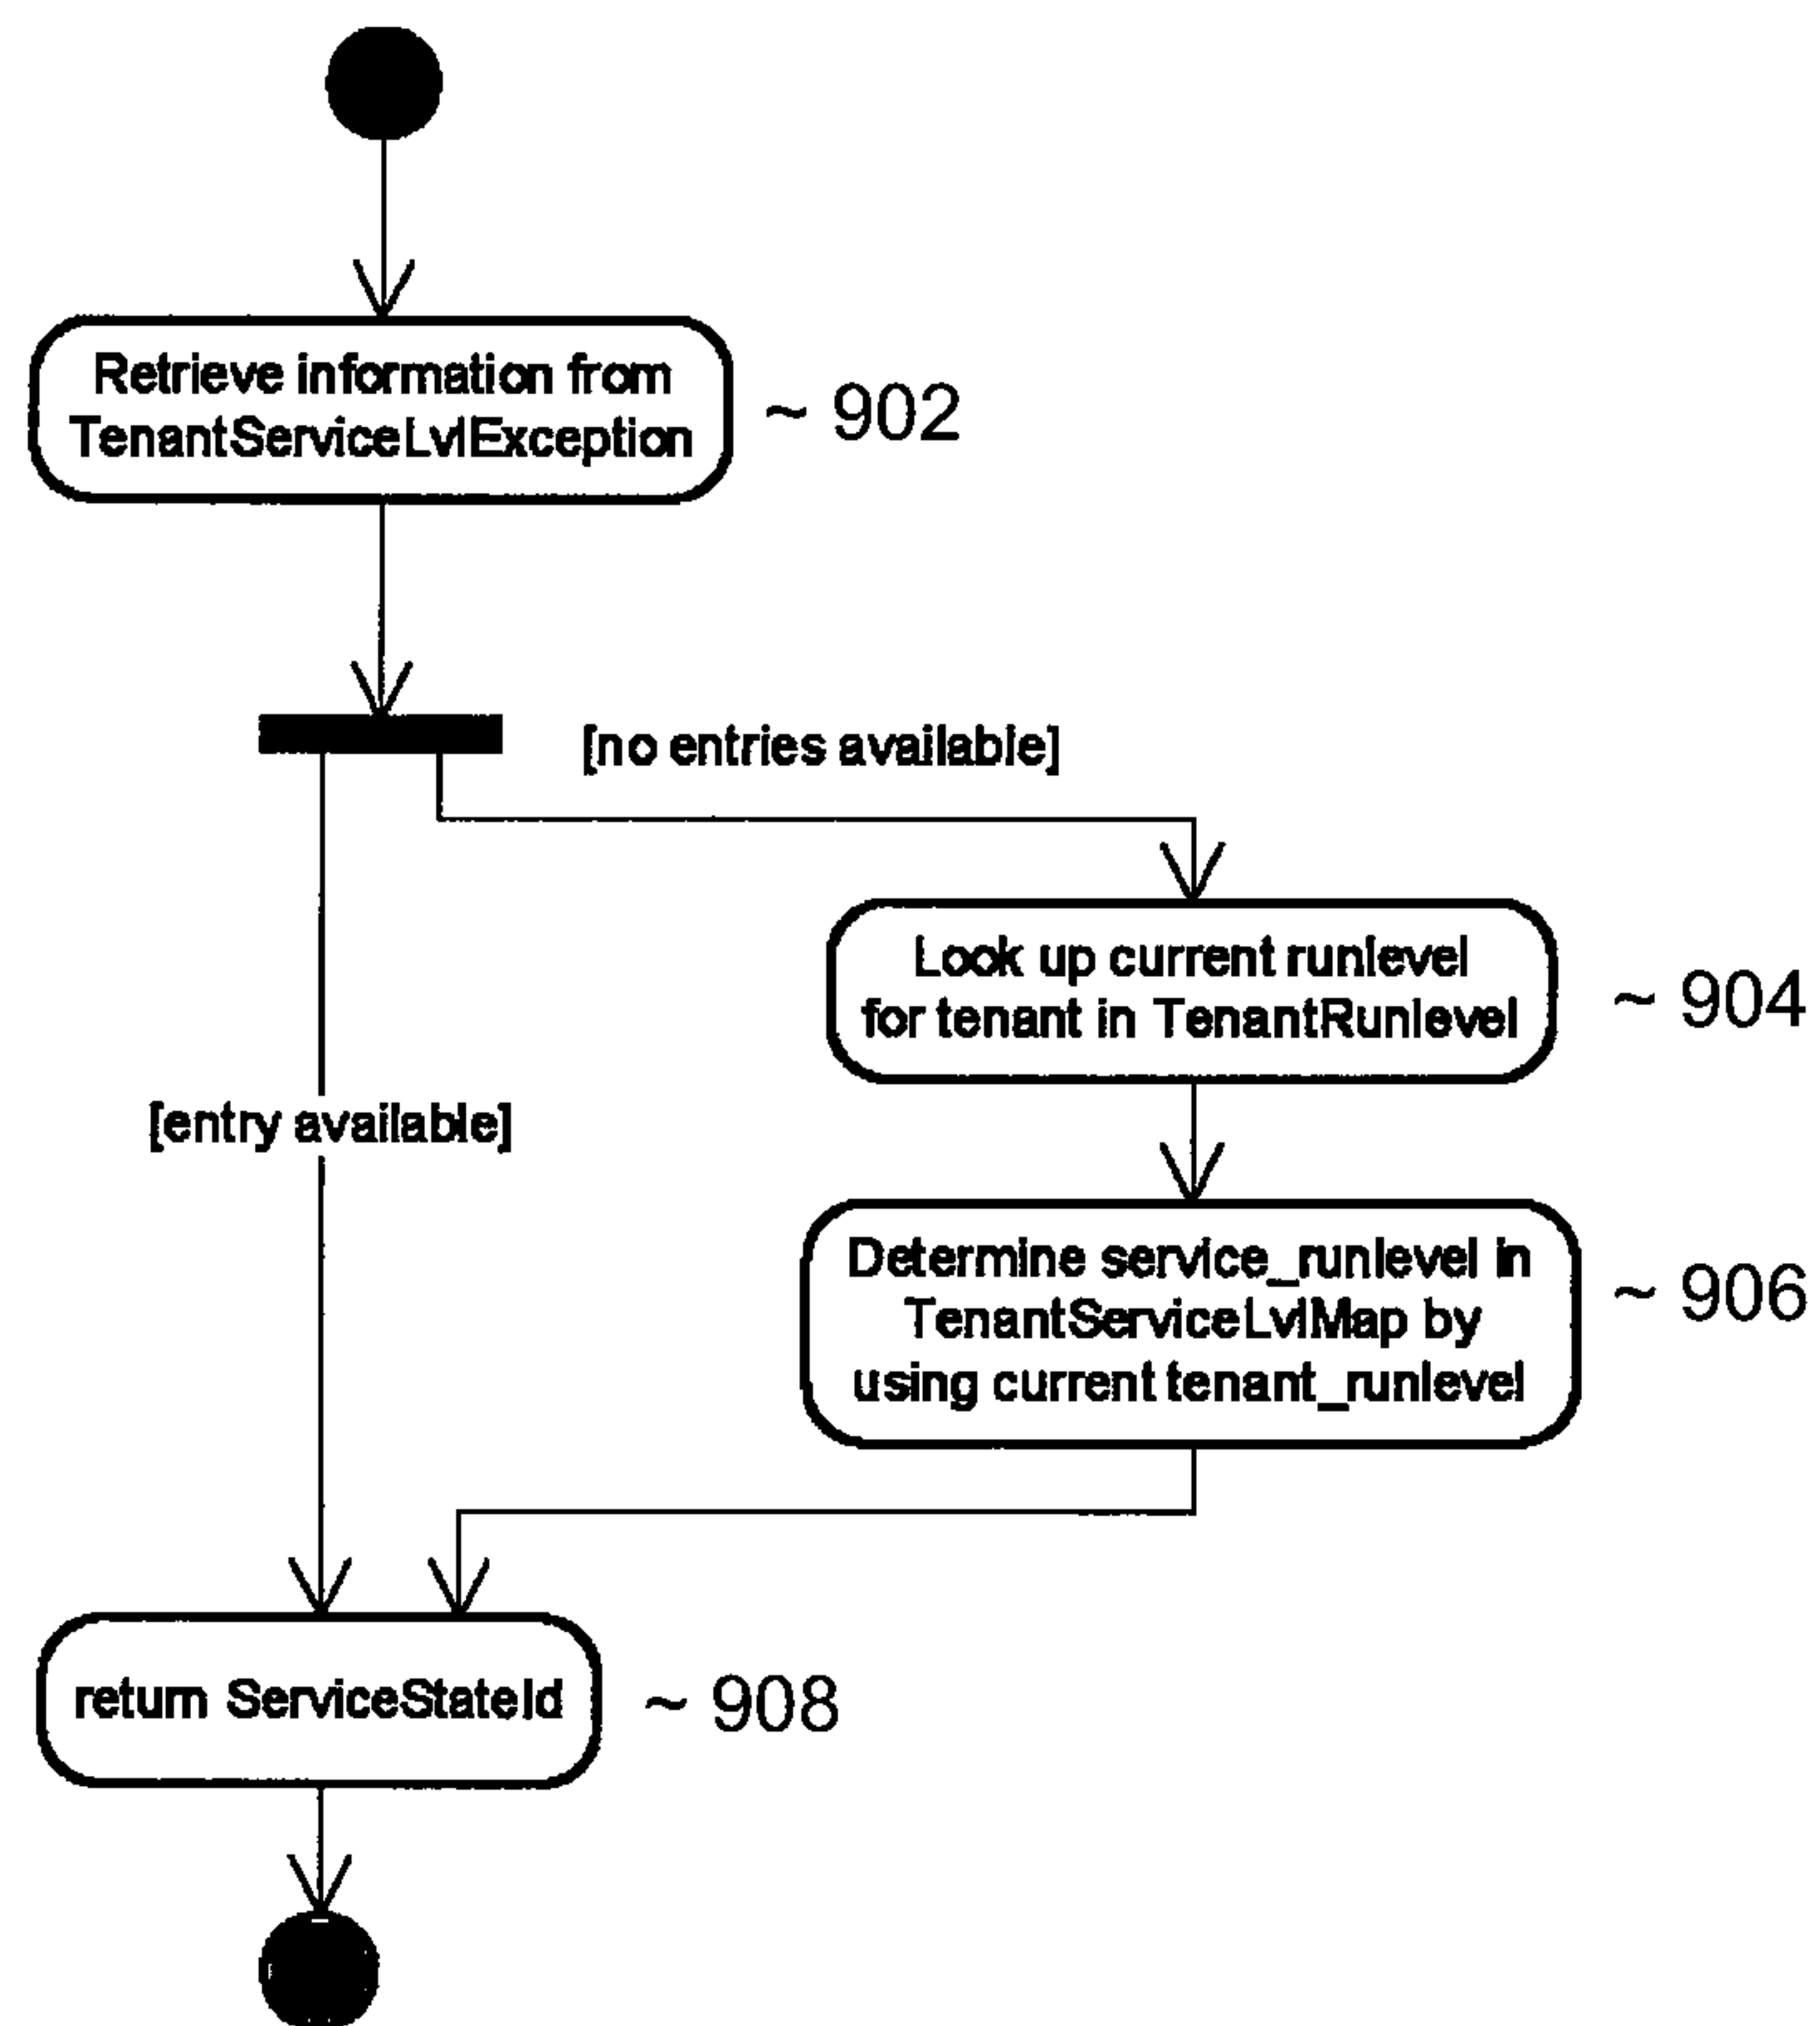 Retrieve information from
TenantServiceLvlException
~ 902
[no entries available]
Look up current runlevel
for tenant in TenantRunlevel
~ 904
[entry available]
Determine service_runlevel in
TenantServiceLvlMap by
using current tenant_runlevel
~ 906
return ServiceStateId
~ 908